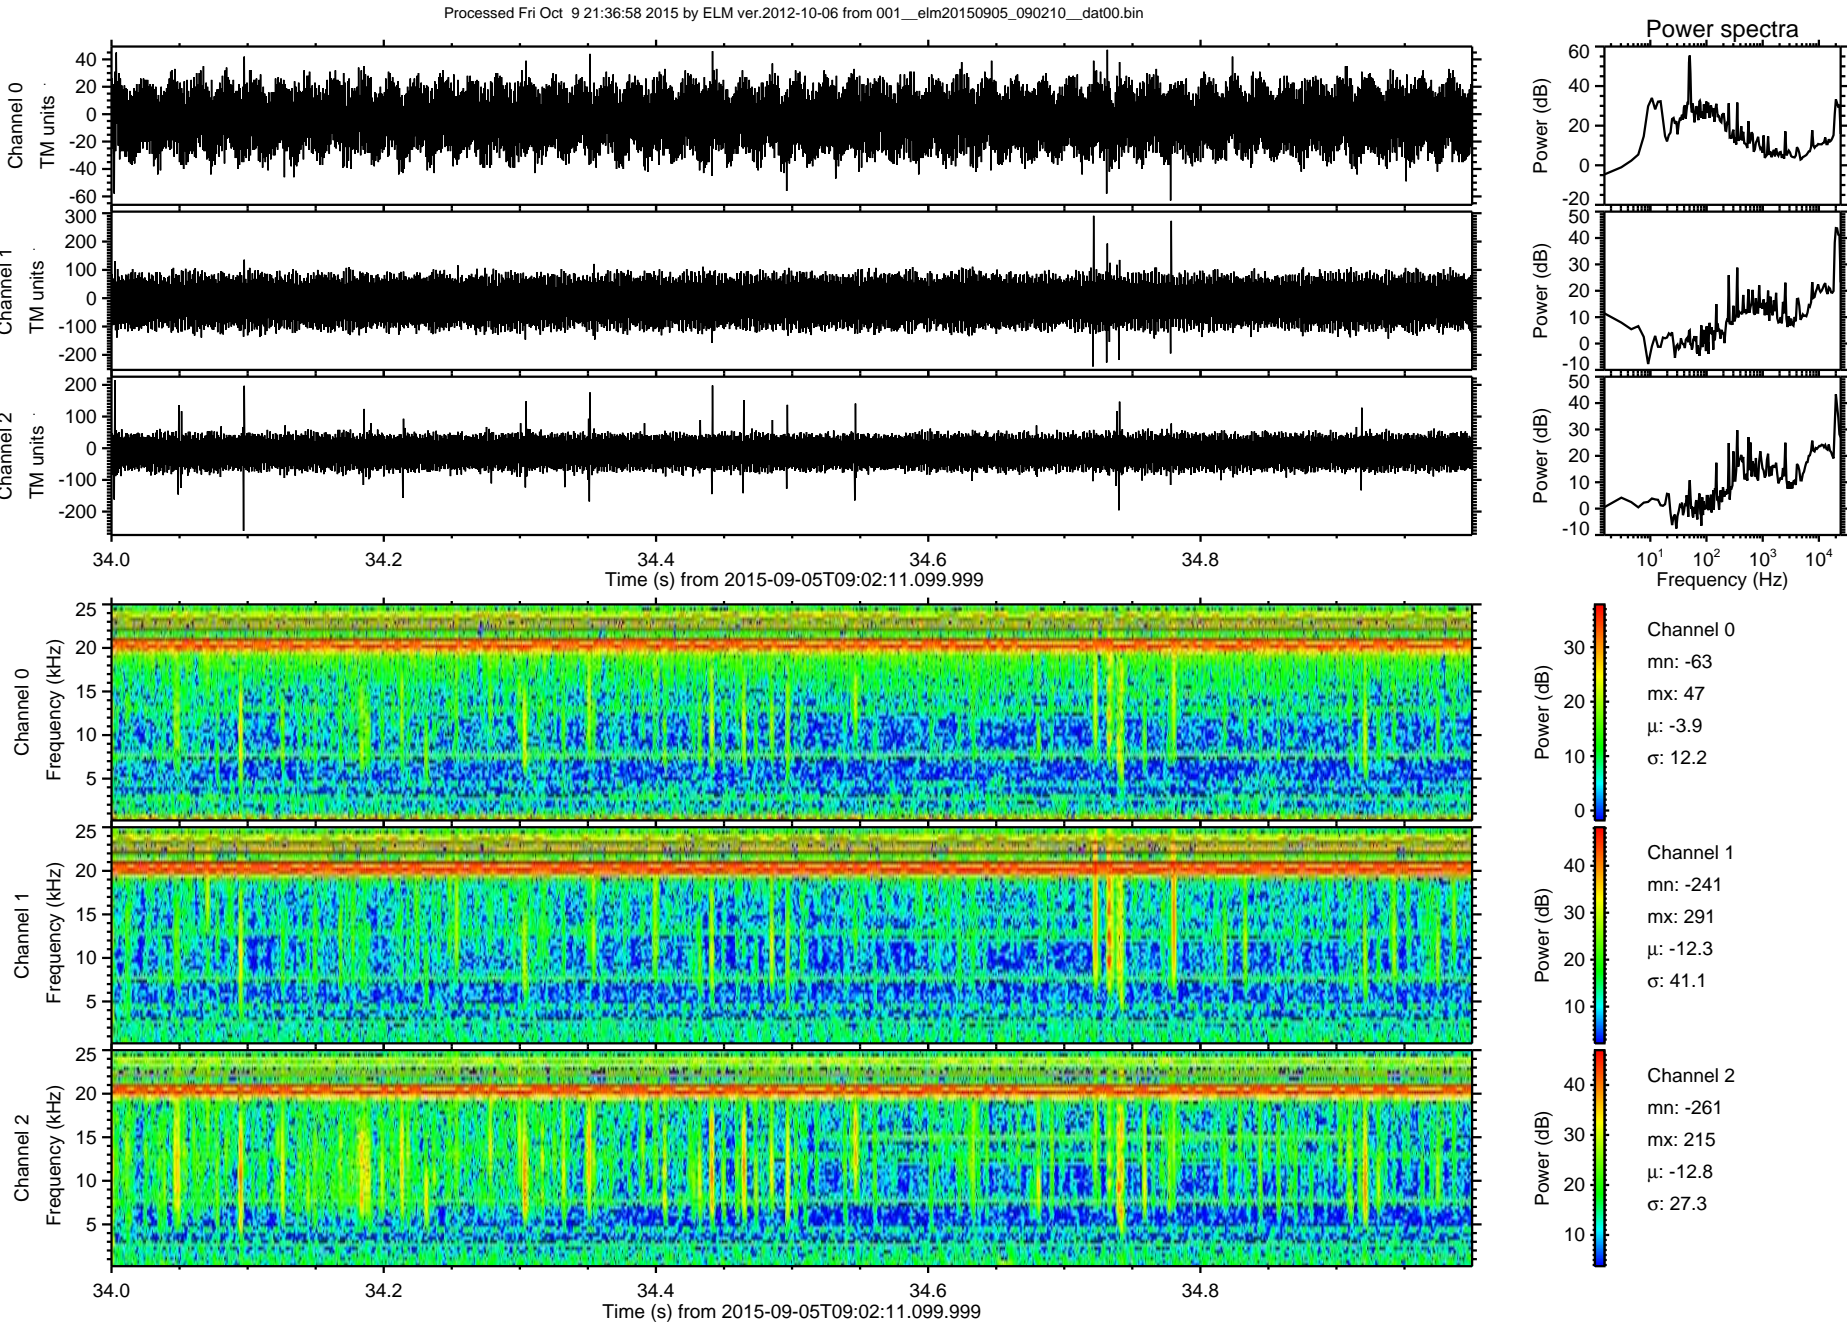 Processed Fri Oct 9 21:36:58 2015 by ELM ver.2012-10-06 from 001__elm20150905_090210__dat00.bin
Power spectra
Channel 0
TM units
40
20
0
-20
-40
-60
Power (dB)
60
40
20
0
-20
Channel 1
TM units
300
200
100
0
-100
-200
Power (dB)
50
40
30
20
10
0
-10
Channel 2
TM units
200
100
0
-100
-200
Power (dB)
50
40
30
20
10
0
-10
34.0 34.2 34.4 34.6 34.8
Time (s) from 2015-09-05T09:02:11.099.999
10¹ 10² 10³ 10⁴
Frequency (Hz)
Channel 0
Frequency (kHz)
25
20
15
10
5
Power (dB)
30
20
10
0
Channel 0
mn: -63
mx: 47
μ: -3.9
σ: 12.2
Channel 1
Frequency (kHz)
25
20
15
10
5
Power (dB)
40
30
20
10
Channel 1
mn: -241
mx: 291
μ: -12.3
σ: 41.1
Channel 2
Frequency (kHz)
25
20
15
10
5
Power (dB)
40
30
20
10
Channel 2
mn: -261
mx: 215
μ: -12.8
σ: 27.3
34.0 34.2 34.4 34.6 34.8
Time (s) from 2015-09-05T09:02:11.099.999